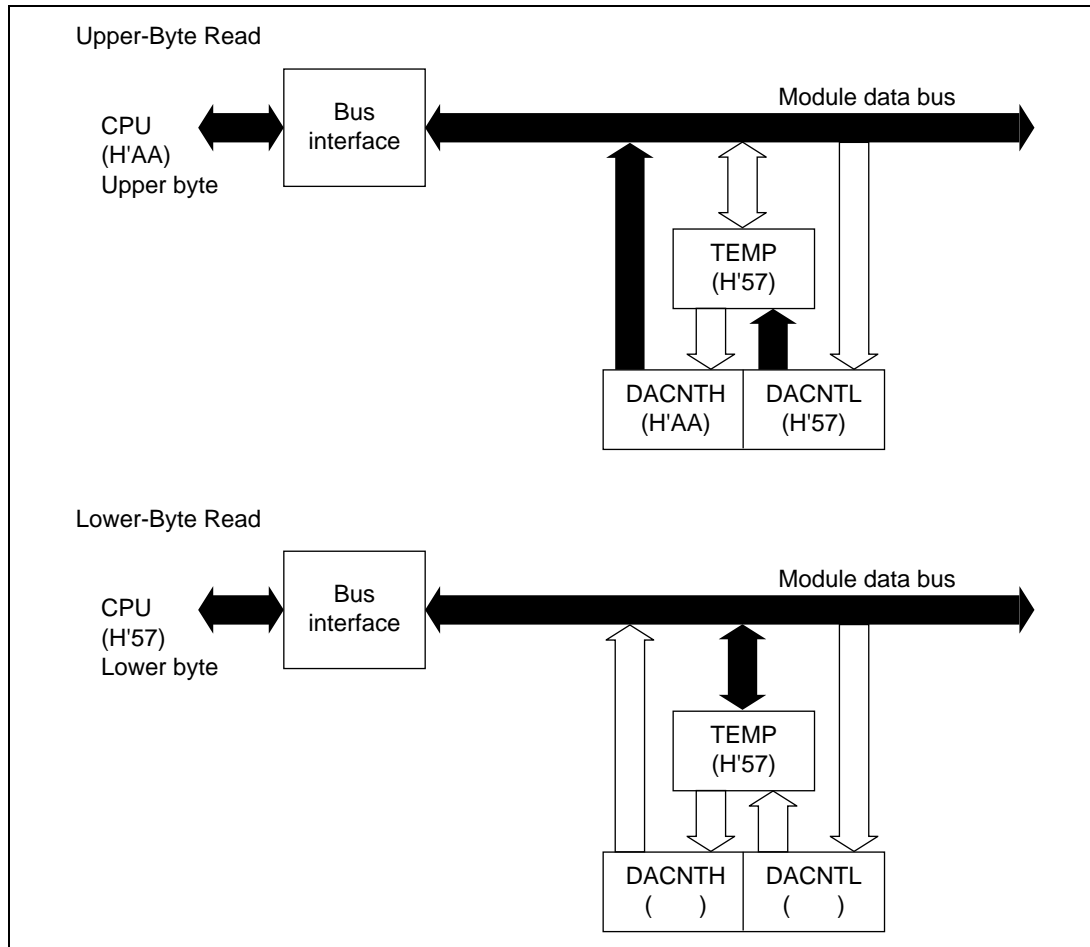 Upper-Byte Read
CPU
(H'AA)
Upper byte
Bus
interface
Module data bus
TEMP
(H'57)
DACNTH
(H'AA)
DACNTL
(H'57)
Lower-Byte Read
CPU
(H'57)
Lower byte
Bus
interface
Module data bus
TEMP
(H'57)
DACNTH
(    )
DACNTL
(    )